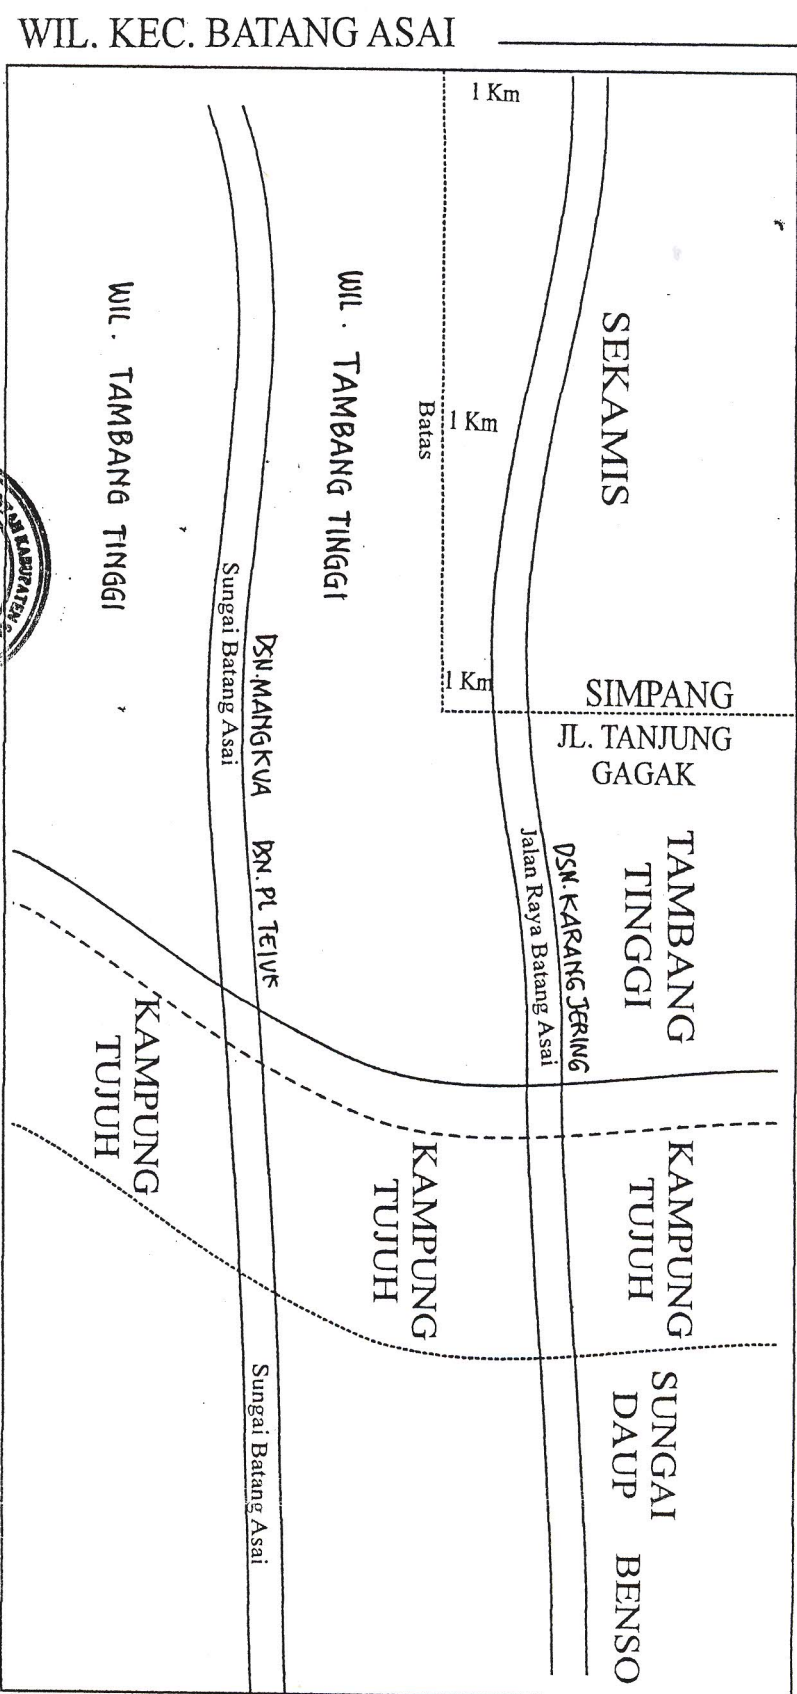 WIL. KEC. BATANG ASAI
1 Km
SEKAMIS
WIL. TAMBANG TINGGI
WIL. TAMBANG TINGGI
Batas
1 Km
1 Km
SIMPANG
JL. TANJUNG
GAGAK
Sungai Batang Asai
DSN. MANGKUA
DSN. PL TELUK
Jalan Raya Batang Asai
DSN. KARANG JERING
TAMBANG
TINGGI
KAMPUNG
TUJUH
KAMPUNG
TUJUH
KAMPUNG
TUJUH
Sungai Batang Asai
SUNGAI
DAUP
BENSO
KABUPATEN